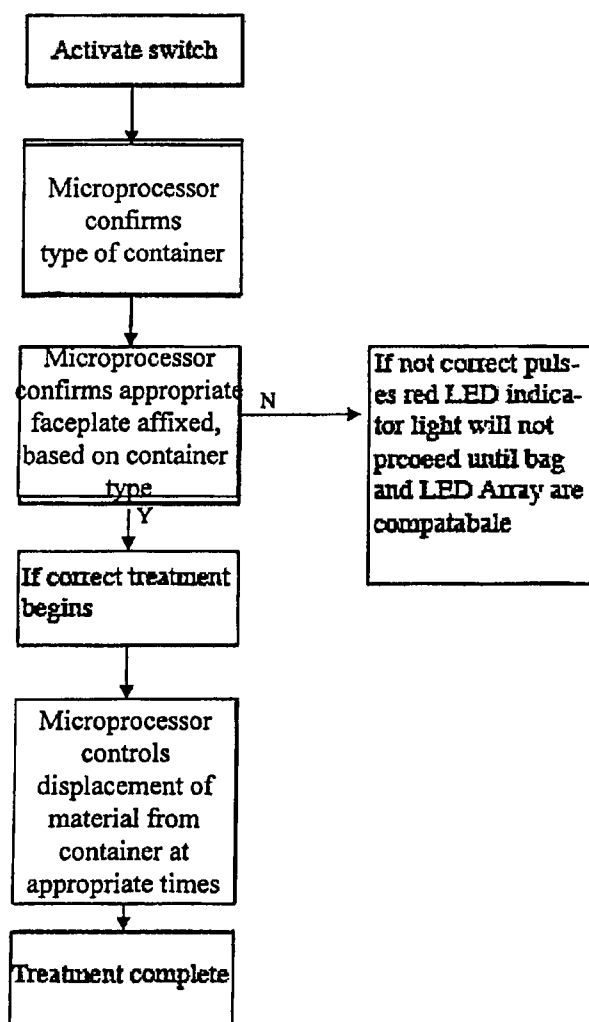 Activate switch
Microprocessor
confirms
type of container
Microprocessor
confirms appropriate
faceplate affixed,
based on container
type
N
If not correct puls-
es red LED indica-
tor light will not
prcoeed until bag
and LED Array are
compatabale
Y
If correct treatment
begins
Microprocessor
controls
displacement of
material from
container at
appropriate times
Treatment complete